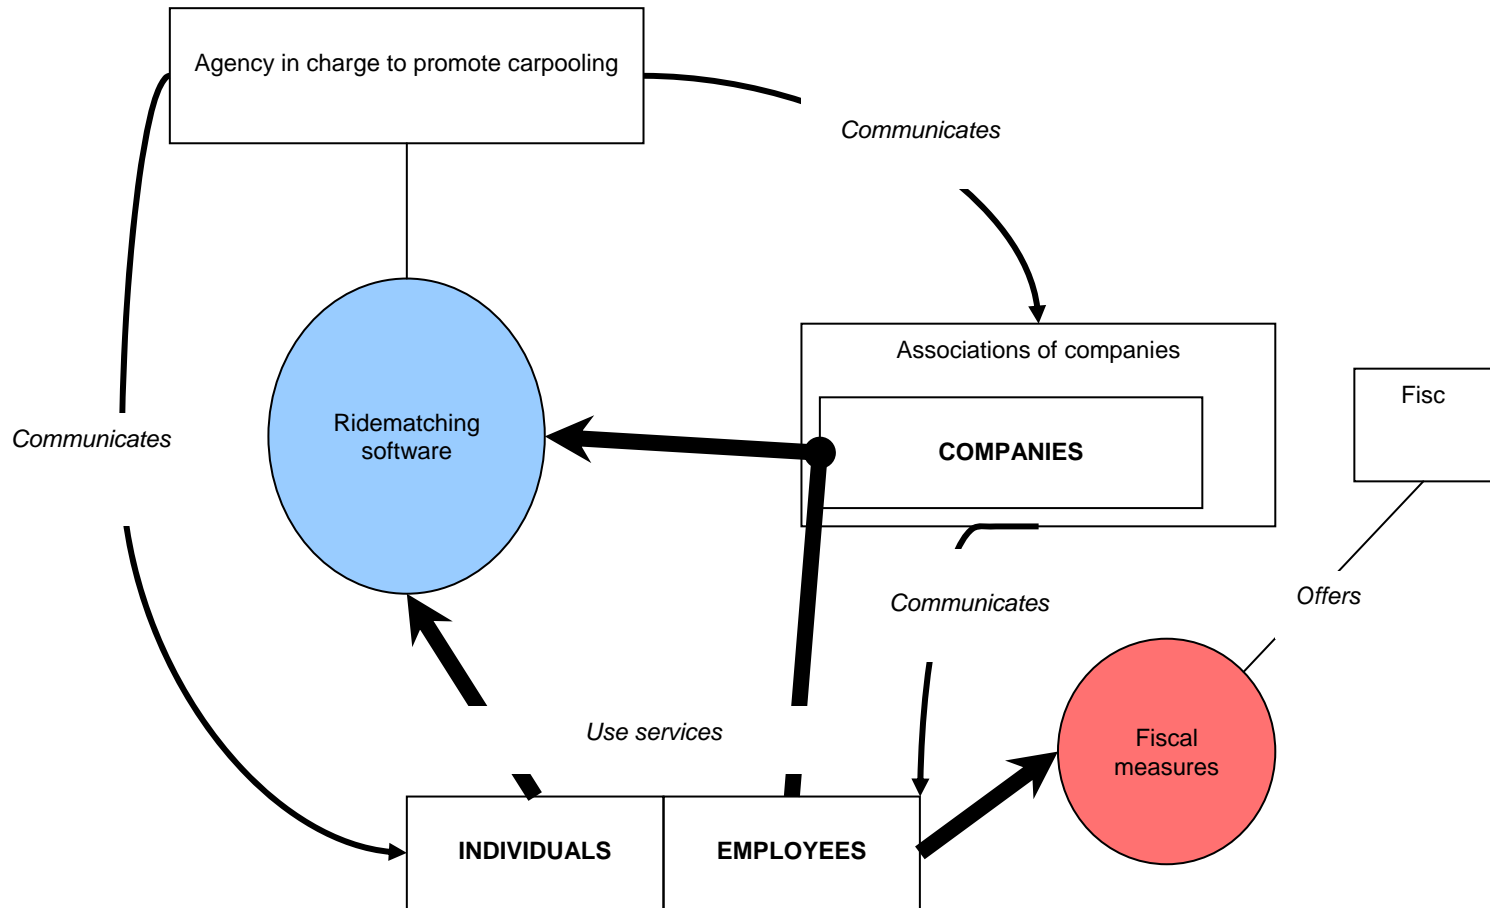 Agency in charge to promote carpooling
Communicates
Associations of companies
Fisc
Ridematching
software
Communicates
COMPANIES
Communicates
Offers
Use services
Fiscal
measures
INDIVIDUALS
EMPLOYEES